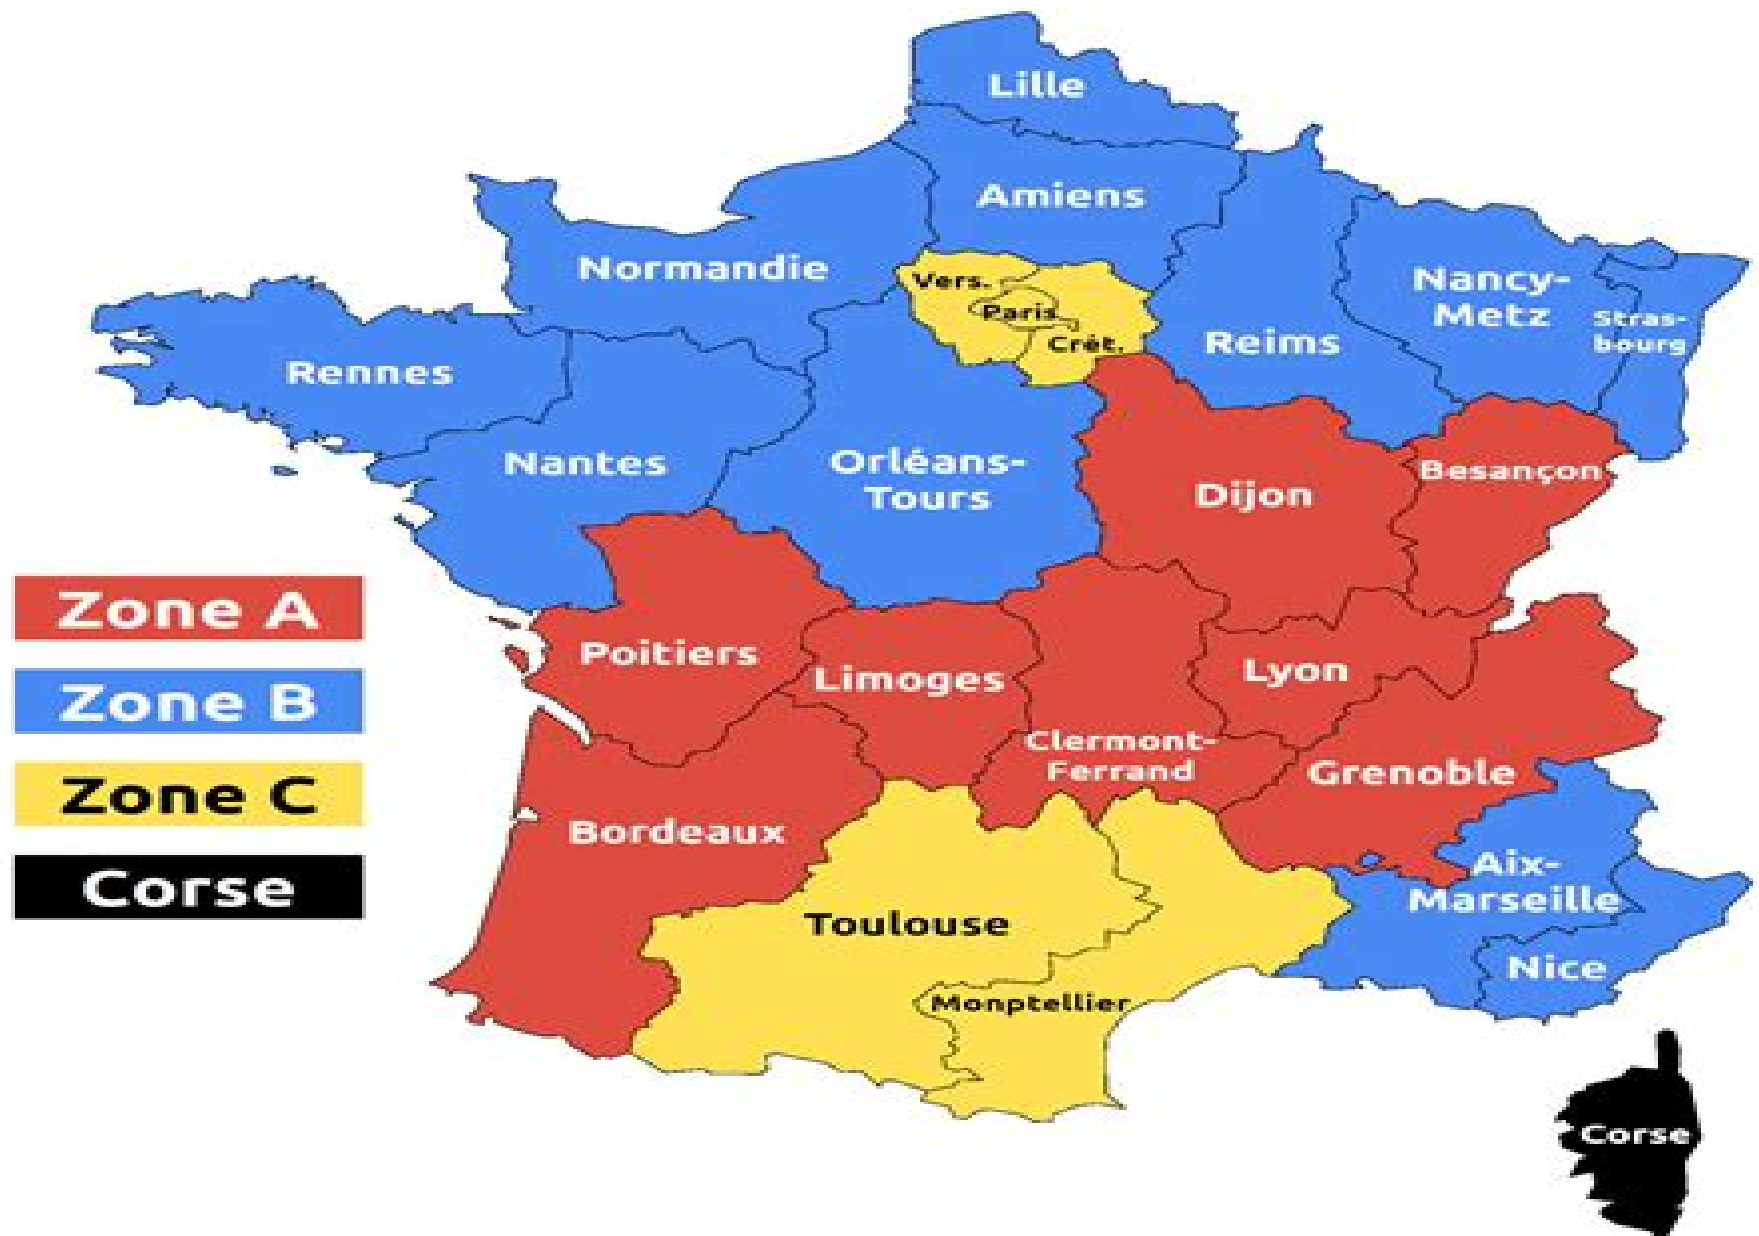 Lille
Amiens
Normandie
Vers.
Paris
Crét.
Reims
Nancy-
Metz
Stras-
bourg
Rennes
Nantes
Orléans-
Tours
Dijon
Besançon
Zone A
Zone B
Zone C
Corse
Poitiers
Limoges
Lyon
Clermont-
Ferrand
Grenoble
Bordeaux
Aix-
Marseille
Toulouse
Nice
Monptellier
Corse